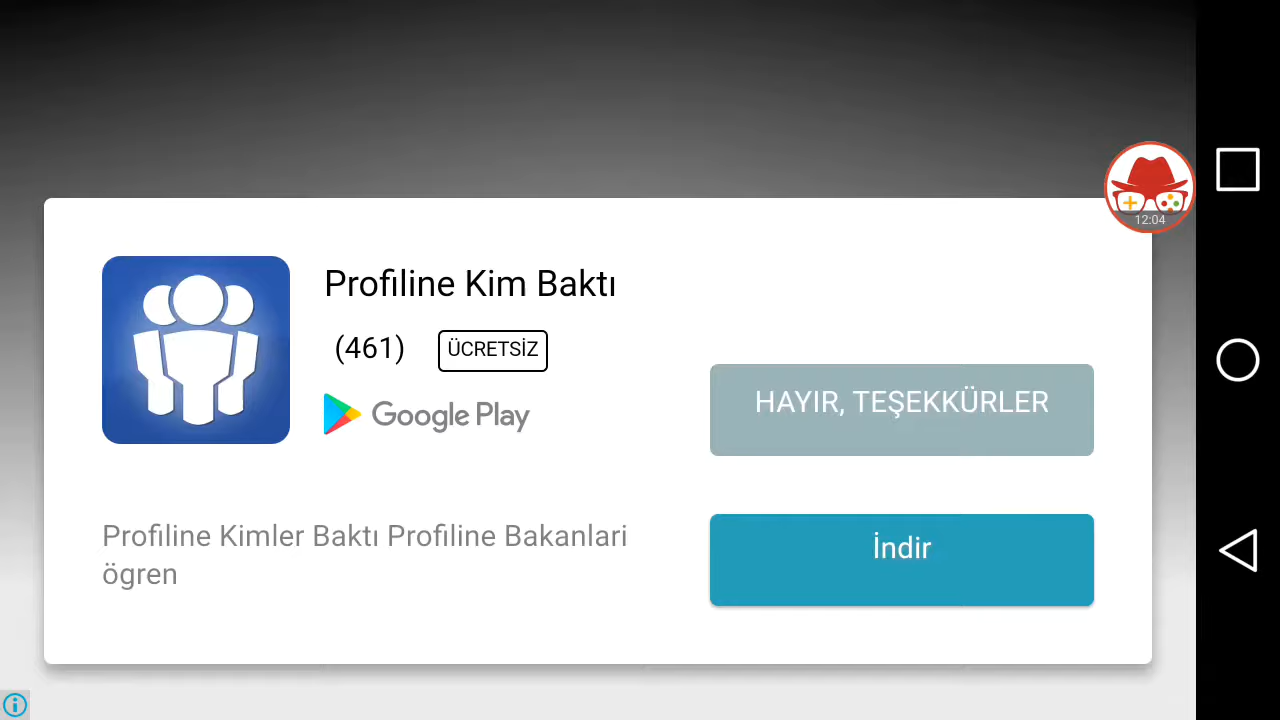 Profiline Kim Baktı
(461)
ÜCRETSİZ
Google Play
Profiline Kimler Baktı Profiline Bakanlari
ögren
HAYIR, TEŞEKKÜRLER
İndir
12:04